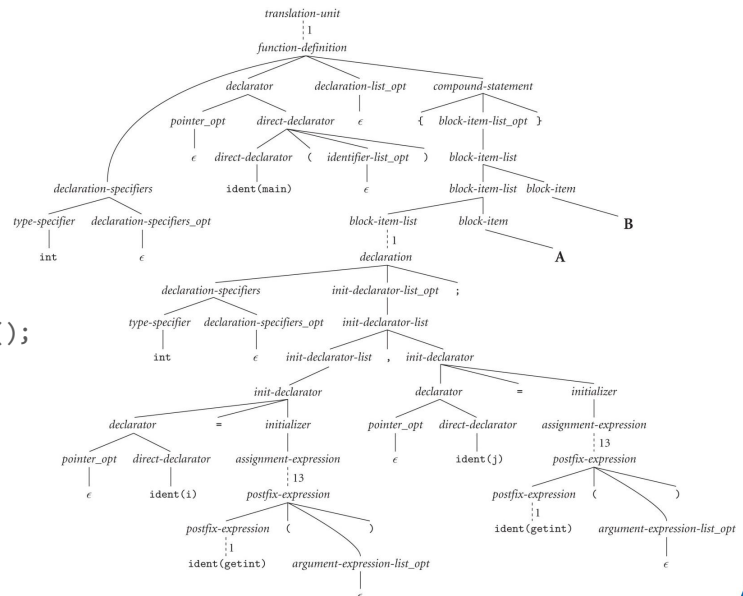 translation-unit
1
function-definition
declarator declaration-list_opt compound-statement
pointer_opt direct-declarator ϵ { block-item-list_opt }
ϵ direct-declarator ( identifier-list_opt ) block-item-list
declaration-specifiers ident(main) ϵ block-item-list block-item
type-specifier declaration-specifiers_opt block-item-list block-item B
int ϵ 1 A
declaration
declaration-specifiers init-declarator-list_opt ;
();
type-specifier declaration-specifiers_opt init-declarator-list
int ϵ init-declarator-list , init-declarator
init-declarator declarator = initializer
declarator = initializer pointer_opt direct-declarator assignment-expression
13
pointer_opt direct-declarator assignment-expression ϵ ident(j) postfix-expression
13
ϵ ident(i) postfix-expression postfix-expression ( )
1
postfix-expression ( ) ident(getint) argument-expression-list_opt
1
ident(getint) argument-expression-list_opt ϵ
ϵ